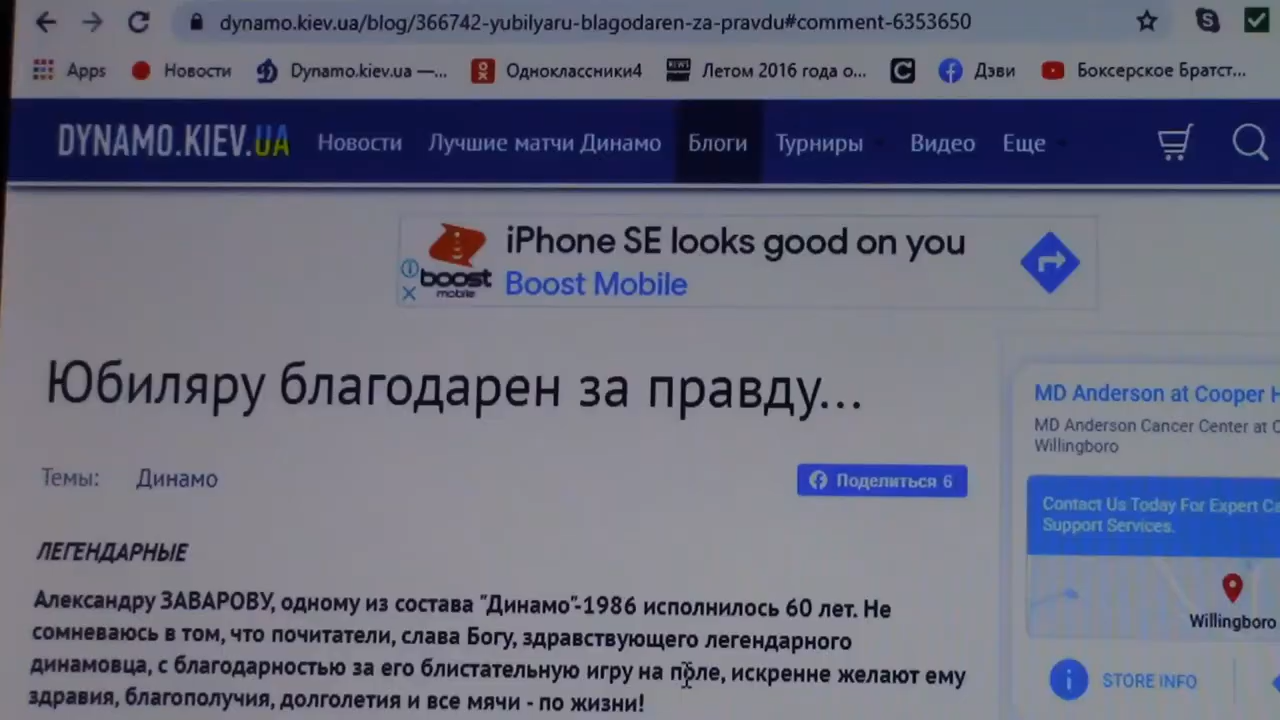 dynamo.kiev.ua/blog/366742-yubilyaru-blagodaren-za-pravdu#comment-6353650
Apps Новости Dynamo.kiev.ua —... Одноклассники4 Летом 2016 года о... Дэви Боксерское Братст...
DYNAMO.KIEV.UA Новости Лучшие матчи Динамо Блоги Турниры Видео Еще
iPhone SE looks good on you
boost mobile Boost Mobile
Юбиляру благодарен за правду...
MD Anderson at Cooper H
MD Anderson Cancer Center at C
Willingboro
Темы: Динамо
Поделиться 6
Contact Us Today For Expert Ca
Support Services.
ЛЕГЕНДАРНЫЕ
Александру ЗАВАРОВУ, одному из состава "Динамо"-1986 исполнилось 60 лет. Не
сомневаюсь в том, что почитатели, слава Богу, здравствующего легендарного
динамовца, с благодарностью за его блистательную игру на поле, искренне желают ему
здравия, благополучия, долголетия и все мячи - по жизни!
Willingboro
STORE INFO